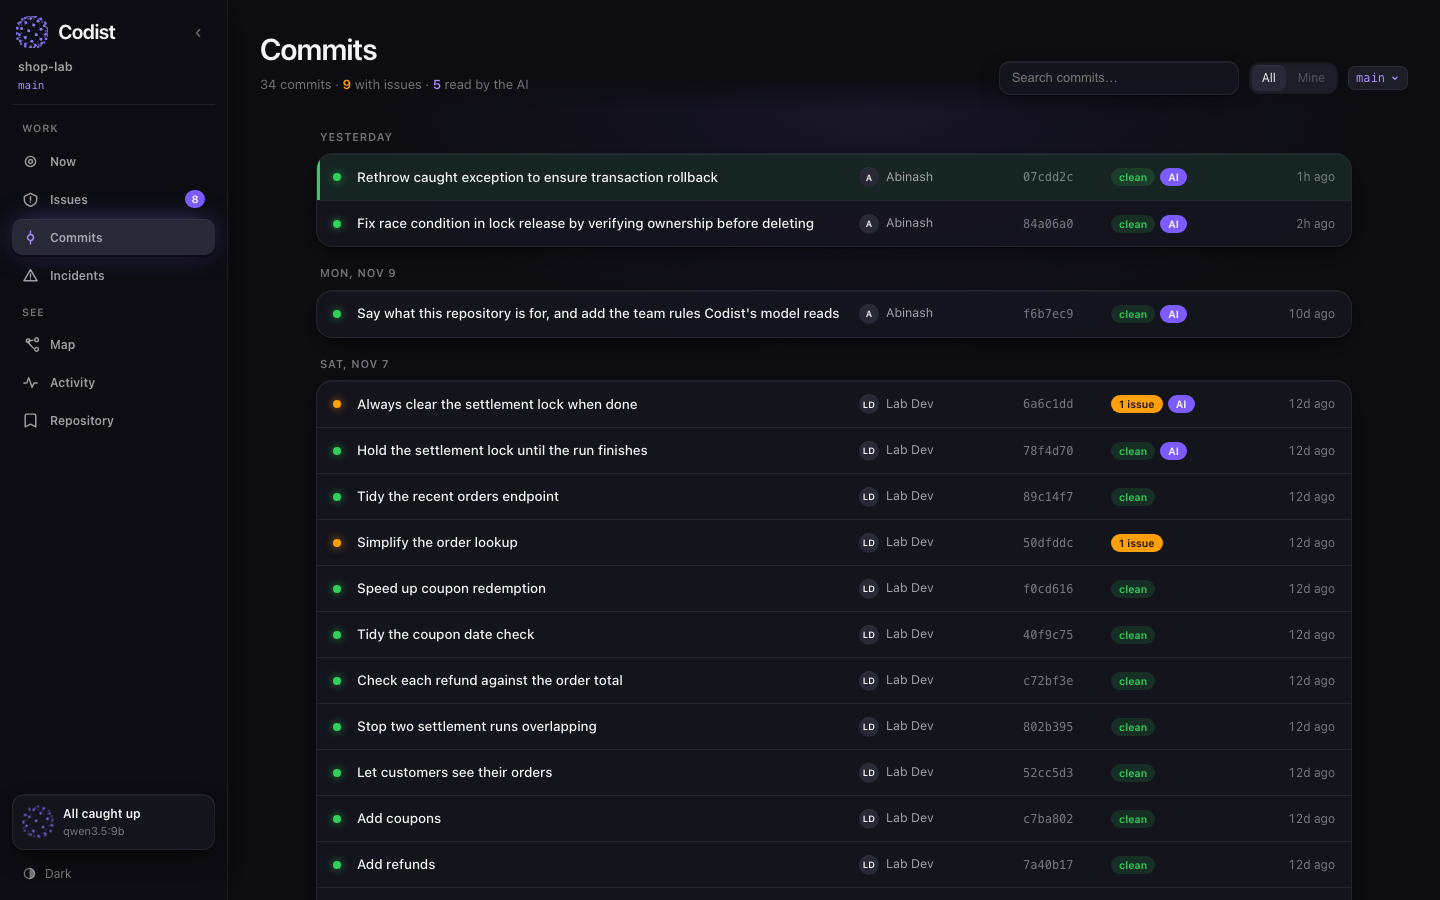 Codist
shop-lab
main
WORK
Now
Issues 8
Commits
Incidents
SEE
Map
Activity
Repository
All caught up
qwen3.5:9b
Dark
Commits
34 commits · 9 with issues · 5 read by the AI
Search commits...
All Mine
main
YESTERDAY
Rethrow caught exception to ensure transaction rollback A Abinash 07cdd2c clean AI 1h ago
Fix race condition in lock release by verifying ownership before deleting A Abinash 84a06a0 clean AI 2h ago
MON, NOV 9
Say what this repository is for, and add the team rules Codist's model reads A Abinash f6b7ec9 clean AI 10d ago
SAT, NOV 7
Always clear the settlement lock when done LD Lab Dev 6a6c1dd 1 issue AI 12d ago
Hold the settlement lock until the run finishes LD Lab Dev 78f4d70 clean AI 12d ago
Tidy the recent orders endpoint LD Lab Dev 89c14f7 clean 12d ago
Simplify the order lookup LD Lab Dev 50dfddc 1 issue 12d ago
Speed up coupon redemption LD Lab Dev f0cd616 clean 12d ago
Tidy the coupon date check LD Lab Dev 40f9c75 clean 12d ago
Check each refund against the order total LD Lab Dev c72bf3e clean 12d ago
Stop two settlement runs overlapping LD Lab Dev 802b395 clean 12d ago
Let customers see their orders LD Lab Dev 52cc5d3 clean 12d ago
Add coupons LD Lab Dev c7ba802 clean 12d ago
Add refunds LD Lab Dev 7a40b17 clean 12d ago